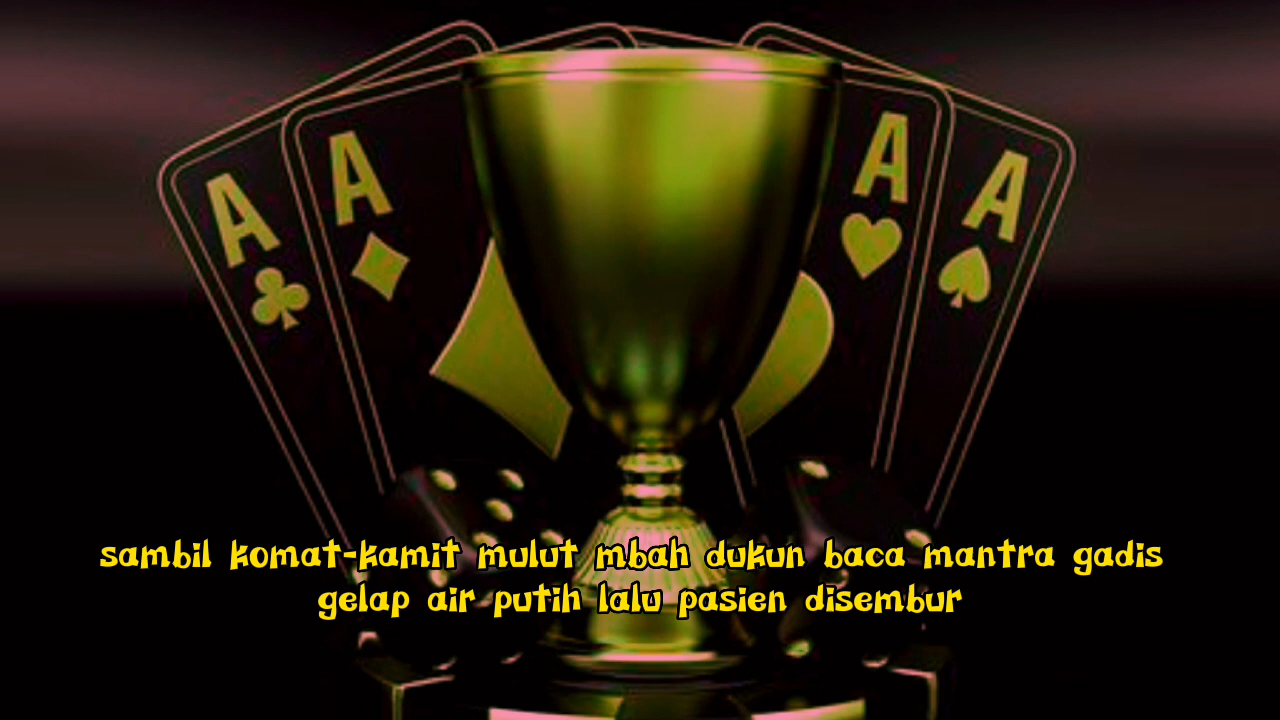 A A A A
sambil komat-kamit mulut mbah dukun baca mantra gadis
gelap air putih lalu pasien disembur